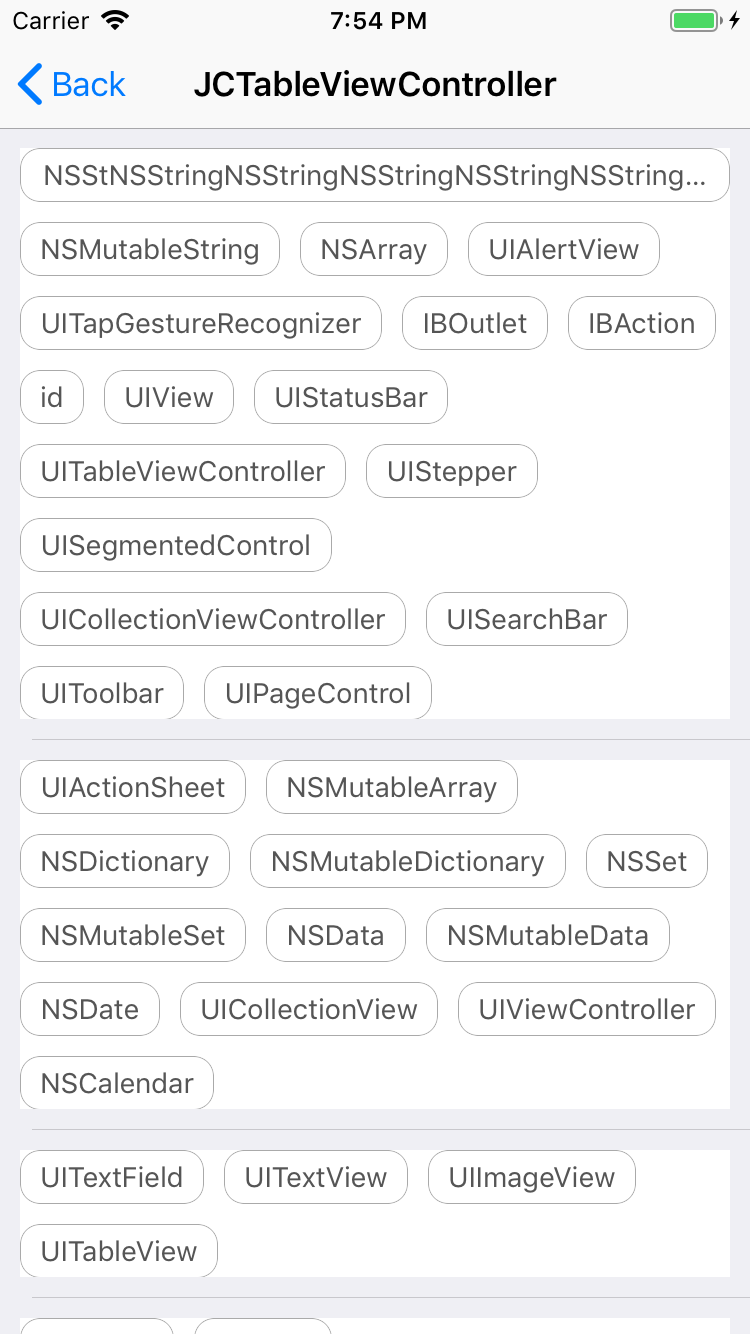 Carrier 7:54 PM
Back JCTableViewController
NSStNSStringNSStringNSStringNSStringNSString...
NSMutableString NSArray UIAlertView
UITapGestureRecognizer IBOutlet IBAction
id UIView UIStatusBar
UITableViewController UIStepper
UISegmentedControl
UICollectionViewController UISearchBar
UIToolbar UIPageControl
UIActionSheet NSMutableArray
NSDictionary NSMutableDictionary NSSet
NSMutableSet NSData NSMutableData
NSDate UICollectionView UIViewController
NSCalendar
UITextField UITextView UIImageView
UITableView